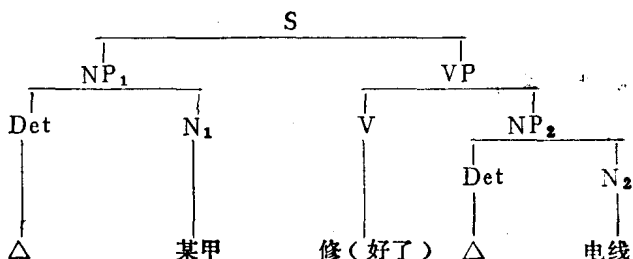 S
NP₁ VP
Det N₁ V NP₂
Det N₂
△ 某甲 修(好了) △ 电线